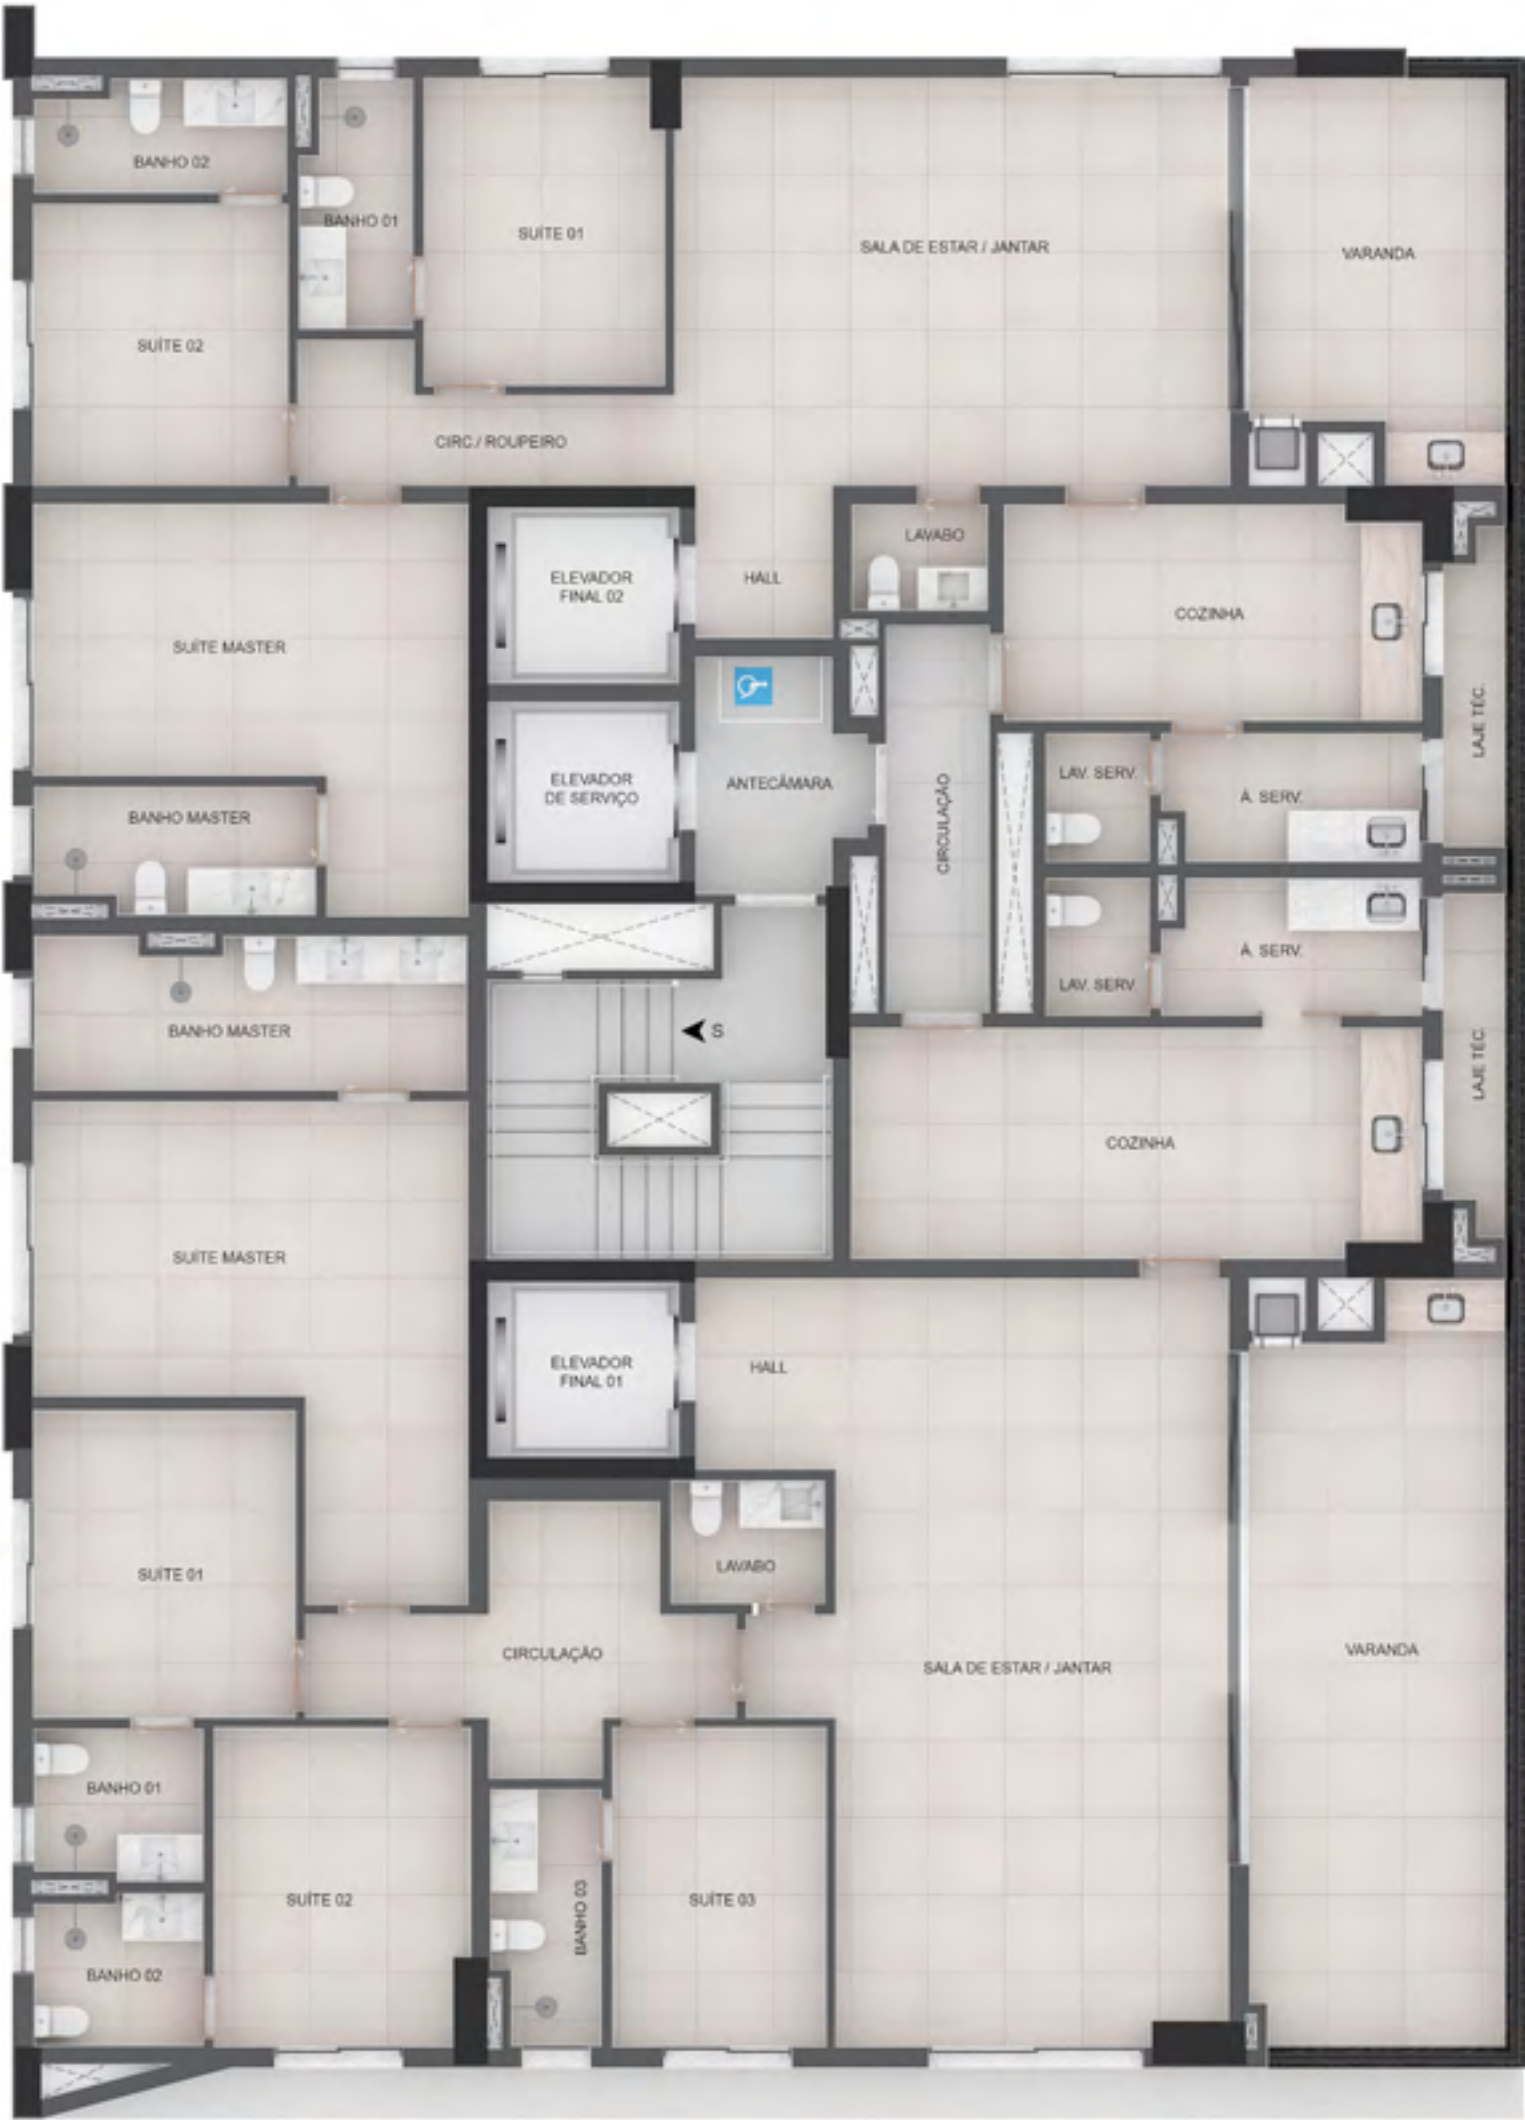 BANHO 02
BANHO 01
SUÍTE 01
SALA DE ESTAR / JANTAR
VARANDA
SUÍTE 02
CIRC./ ROUPEIRO
ELEVADOR
FINAL 02
HALL
LAVABO
COZINHA
SUÍTE MASTER
LAJE TÉC.
ELEVADOR
DE SERVIÇO
ANTECÂMARA
CIRCULAÇÃO
LAV. SERV.
Á. SERV.
BANHO MASTER
Á. SERV.
LAV. SERV.
BANHO MASTER
S
LAJE TÉC.
COZINHA
SUÍTE MASTER
ELEVADOR
FINAL 01
HALL
SUÍTE 01
LAVABO
CIRCULAÇÃO
SALA DE ESTAR / JANTAR
VARANDA
BANHO 01
SUÍTE 02
BANHO 03
SUÍTE 03
BANHO 02